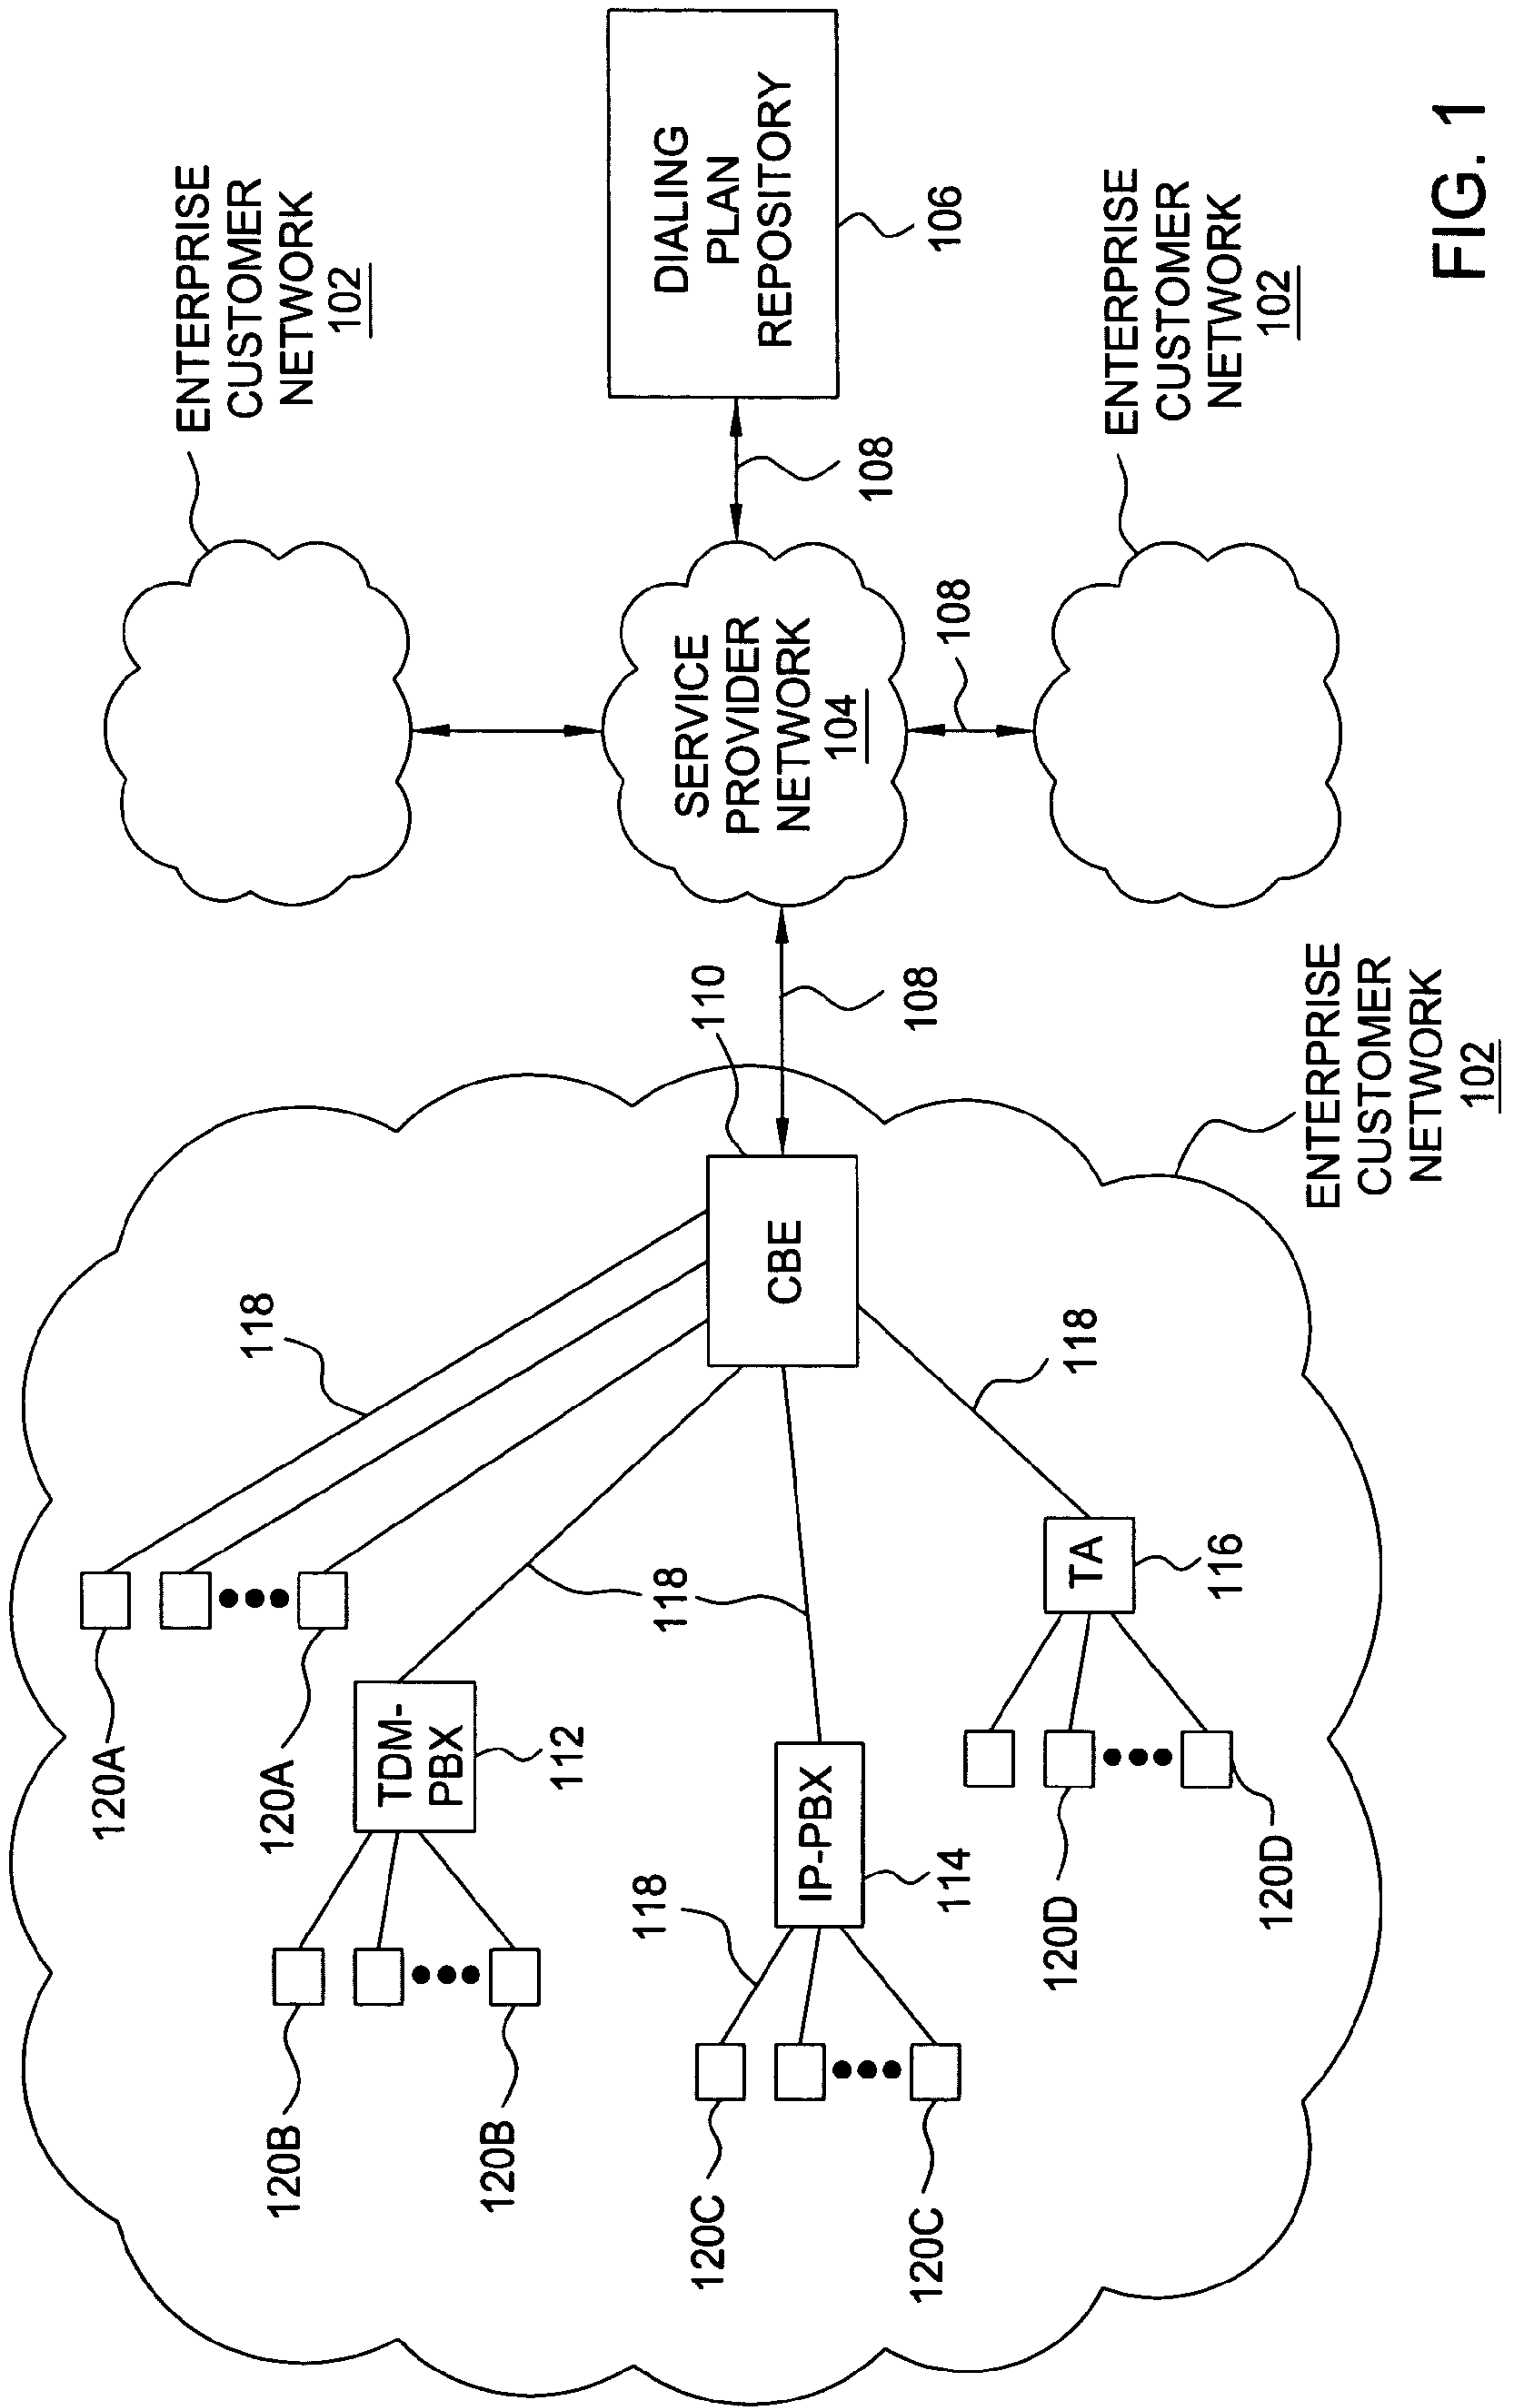 ENTERPRISE
CUSTOMER
NETWORK
102
DIALING
PLAN
REPOSITORY
106
108
SERVICE
PROVIDER
NETWORK
104
108
ENTERPRISE
CUSTOMER
NETWORK
102
108
110
CBE
118
118
118
118
120A
120A
TDM-
PBX
112
120B
120B
IP-PBX
114
120C
120C
TA
116
120D
120D
ENTERPRISE
CUSTOMER
NETWORK
102
FIG. 1